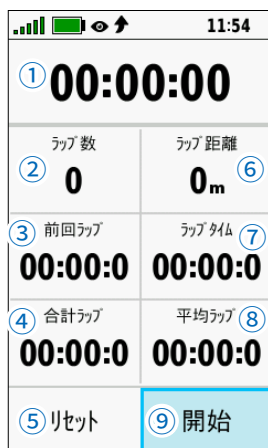 11:54
① 00:00:00
ラップ数 ラップ距離
② 0 0m ⑥
③ 前回ラップ ラップタイム ⑦
00:00:0 00:00:0
④ 合計ラップ 平均ラップ ⑧
00:00:0 00:00:0
⑤ リセット ⑨ 開始